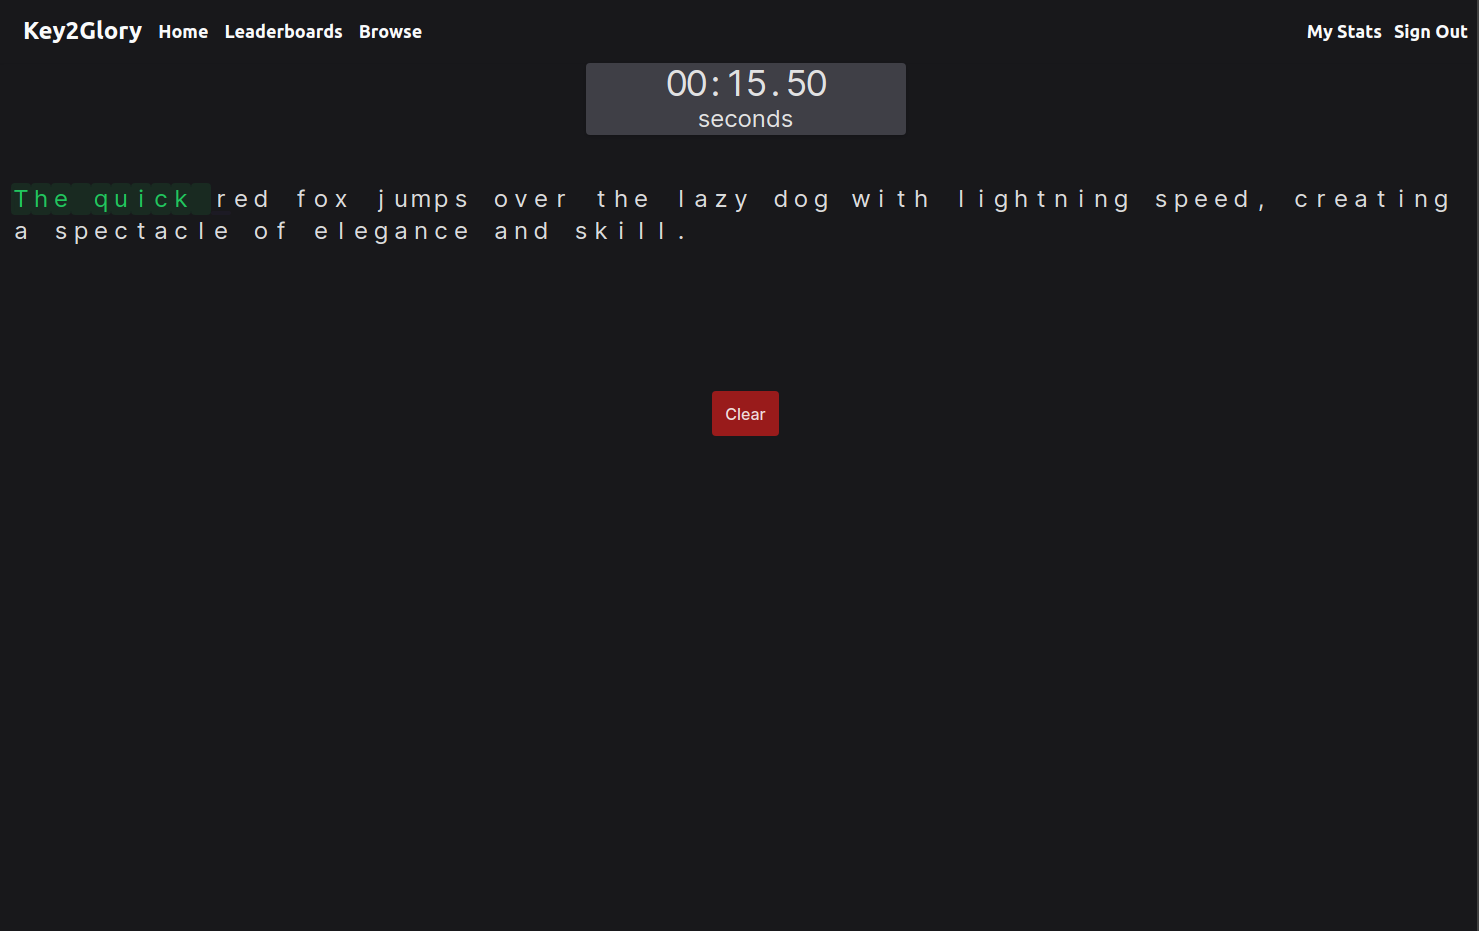 Key2Glory Home Leaderboards Browse My Stats Sign Out
00:15.50
seconds
The quick red fox jumps over the lazy dog with lightning speed, creating
a spectacle of elegance and skill.
Clear